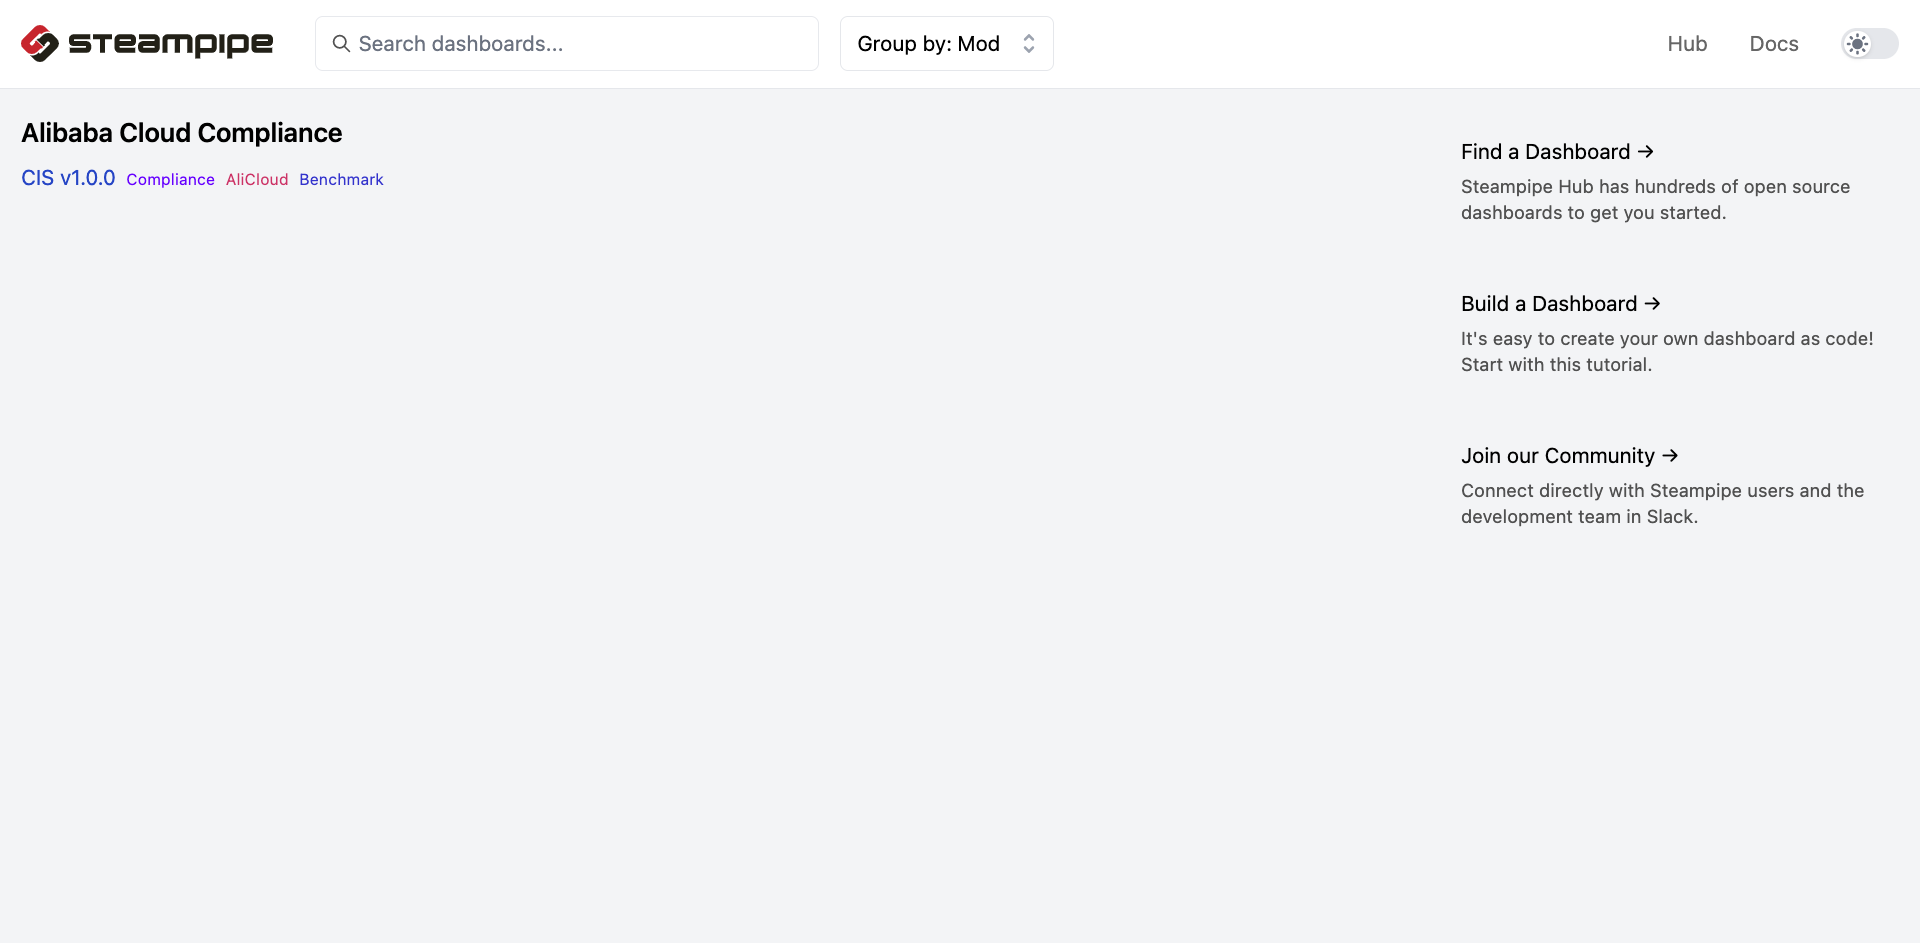 steampipe
Search dashboards...
Group by: Mod
Hub
Docs
Alibaba Cloud Compliance
CIS v1.0.0 Compliance AliCloud Benchmark
Find a Dashboard →
Steampipe Hub has hundreds of open source
dashboards to get you started.
Build a Dashboard →
It's easy to create your own dashboard as code!
Start with this tutorial.
Join our Community →
Connect directly with Steampipe users and the
development team in Slack.